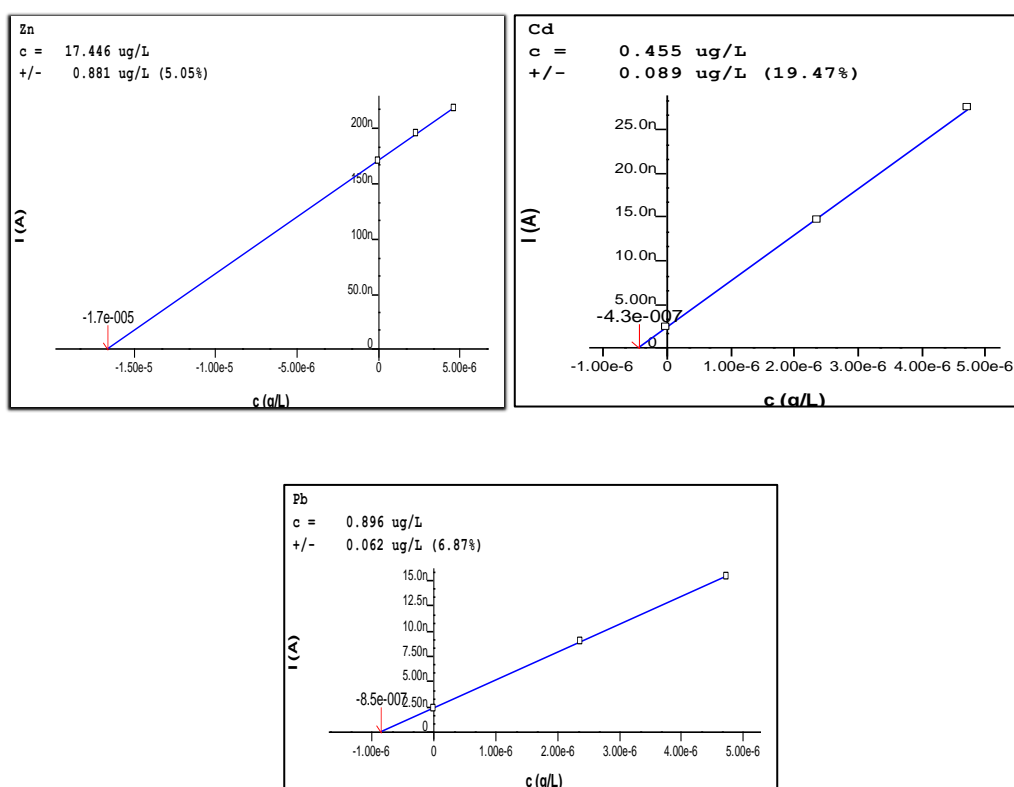 Zn
c = 17.446 ug/L
+/- 0.881 ug/L (5.05%)
200n
150n
100n
50.0n
0
I (A)
-1.7e-005
-1.50e-5 -1.00e-5 -5.00e-6 0 5.00e-6
c (g/L)
Cd
c = 0.455 ug/L
+/- 0.089 ug/L (19.47%)
25.0n
20.0n
15.0n
10.0n
5.00n
0
I (A)
-4.3e-007
-1.00e-6 0 1.00e-6 2.00e-6 3.00e-6 4.00e-6 5.00e-6
c (g/L)
Pb
c = 0.896 ug/L
+/- 0.062 ug/L (6.87%)
15.0n
12.5n
10.0n
7.50n
5.00n
2.50n
0
I (A)
-8.5e-007
-1.00e-6 0 1.00e-6 2.00e-6 3.00e-6 4.00e-6 5.00e-6
c (g/L)